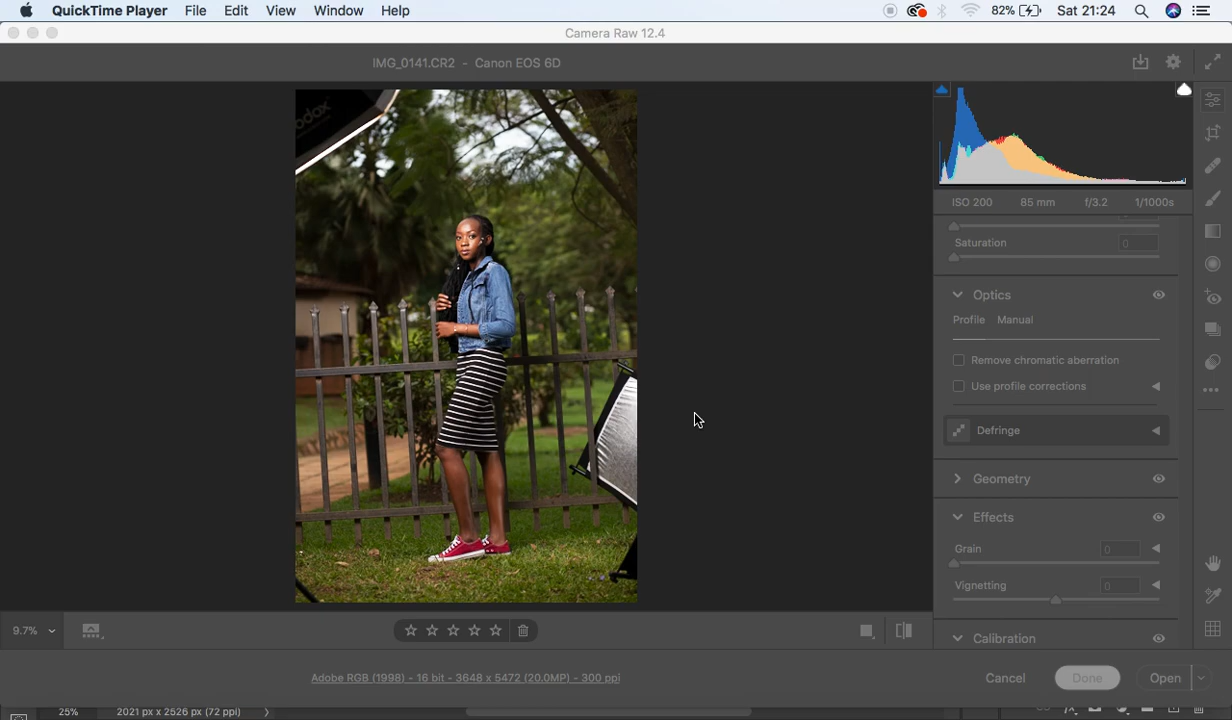 QuickTime Player File Edit View Window Help 82% Sat 21:24
Camera Raw 12.4
IMG_0141.CR2 - Canon EOS 6D
ISO 200 85 mm f/3.2 1/1000s
Saturation 0
Optics
Profile Manual
Remove chromatic aberration
Use profile corrections
Defringe
Geometry
Effects
Grain 0
Vignetting 0
Calibration
9.7%
Adobe RGB (1998) - 16 bit - 3648 x 5472 (20.0MP) - 300 ppi
Cancel Done Open
25% 2021 px x 2526 px (72 ppi)